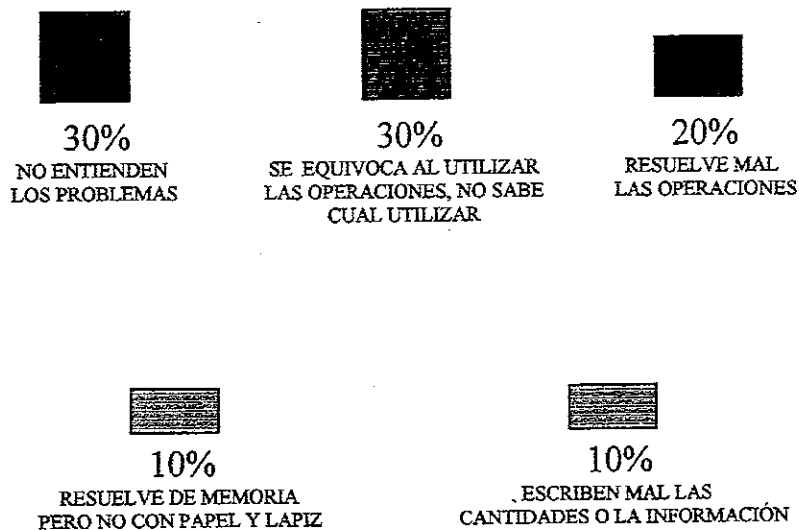 30%
NO ENTIENDEN
LOS PROBLEMAS
30%
SE EQUIVOCA AL UTILIZAR
LAS OPERACIONES, NO SABE
CUAL UTILIZAR
20%
RESUELVE MAL
LAS OPERACIONES
10%
RESUELVE DE MEMORIA
PERO NO CON PAPEL Y LAPIZ
10%
ESCRIBEN MAL LAS
CANTIDADES O LA INFORMACIÓN